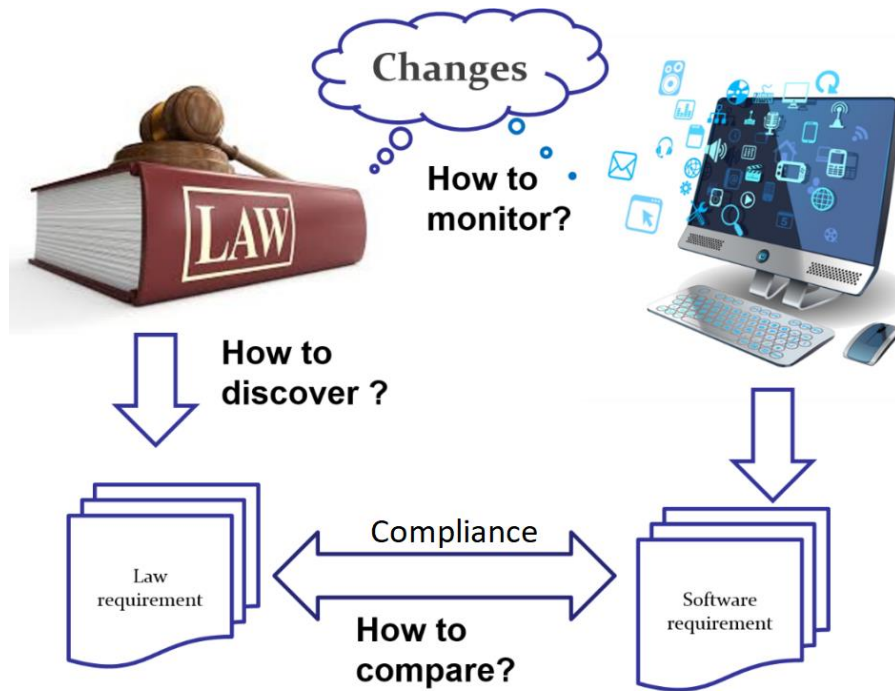 Changes
How to
monitor?
LAW
How to
discover ?
Compliance
Law
requirement
Software
requirement
How to
compare?